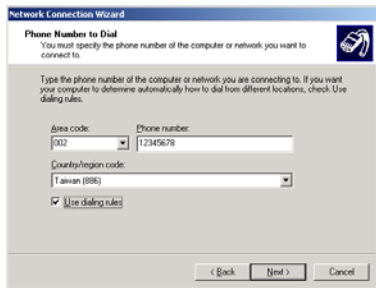 Network Connection Wizard
Phone Number to Dial
You must specify the phone number of the computer or network you want to
connect to.
Type the phone number of the computer or network you are connecting to. If you want
your computer to determine automatically how to dial from different locations, check Use
dialing rules.
Area code: Phone number:
002 12345678
Country/region code:
Taiwan (886)
Use dialing rules
< Back Next > Cancel